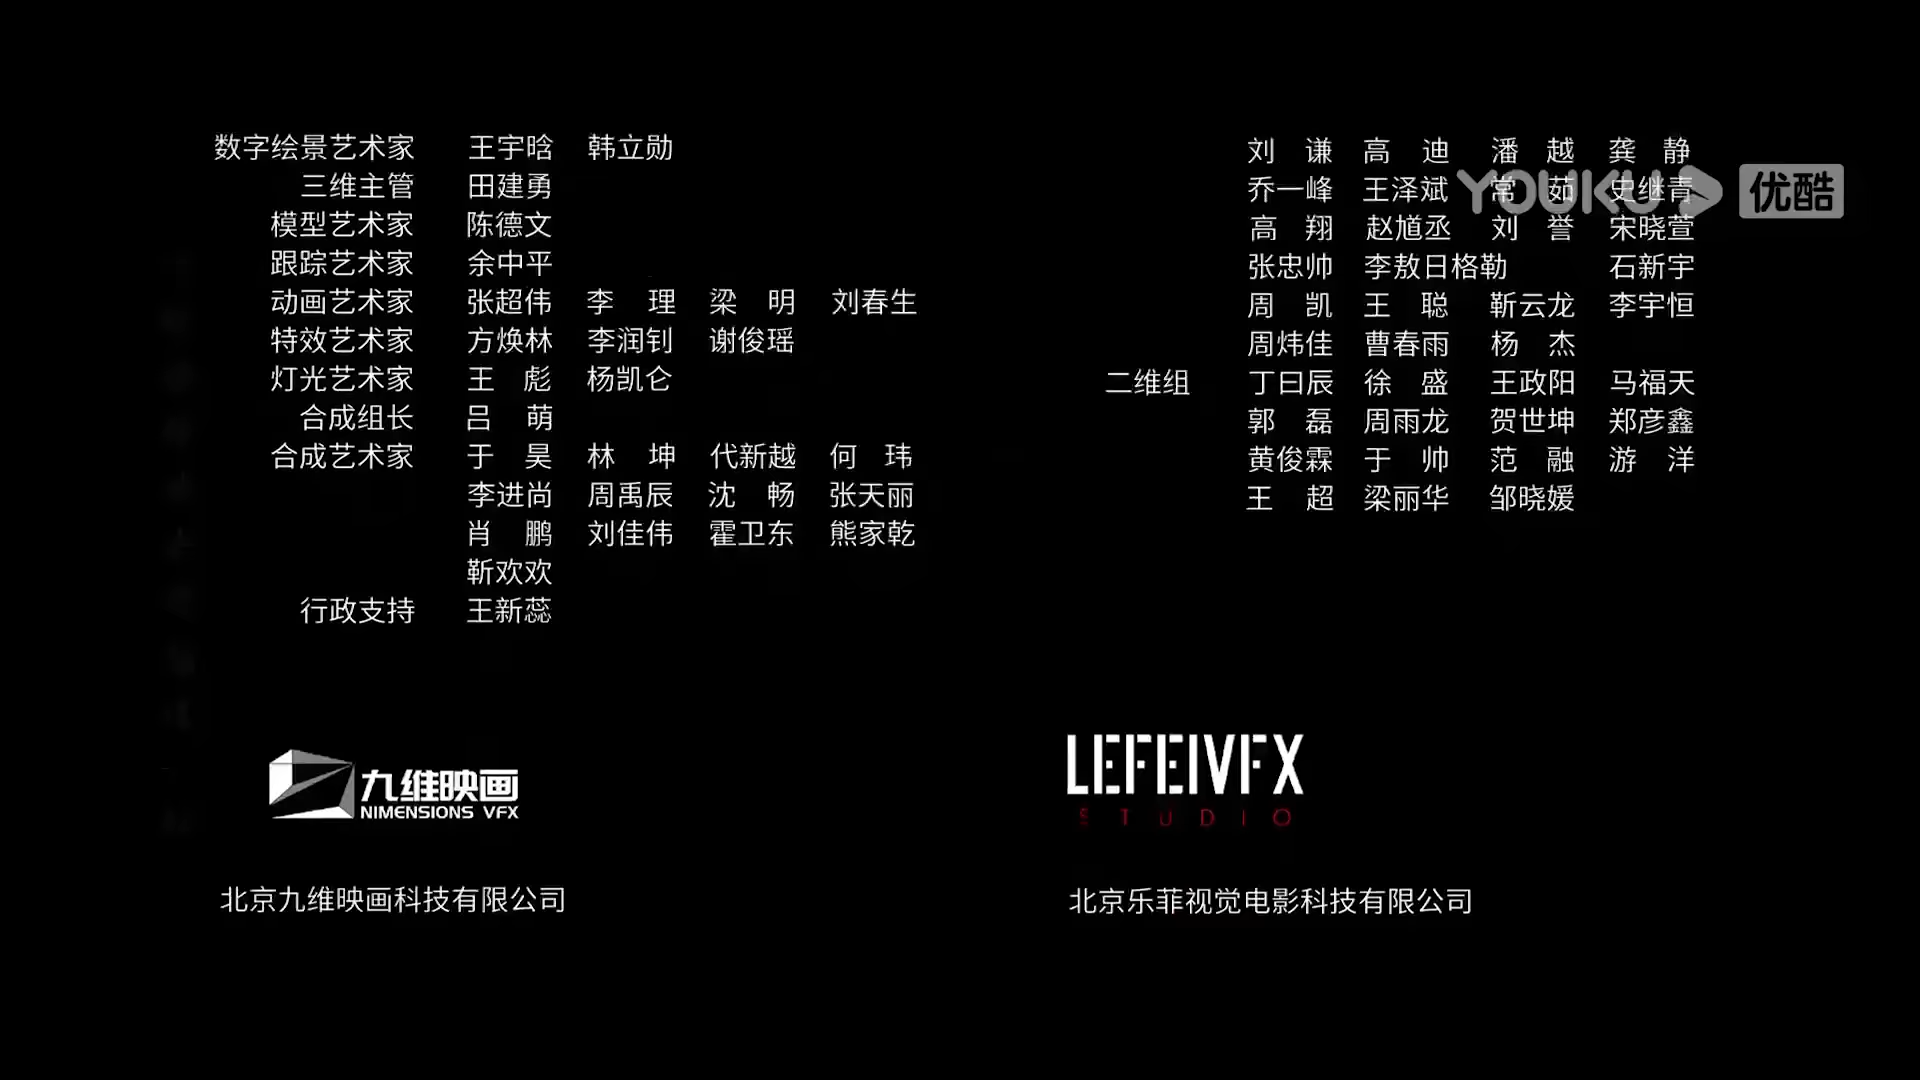 数字绘景艺术家 王宇晗 韩立勋
三维主管 田建勇
模型艺术家 陈德文
跟踪艺术家 余中平
动画艺术家 张超伟 李 理 梁 明 刘春生
特效艺术家 方焕林 李润钊 谢俊瑶
灯光艺术家 王 彪 杨凯仑
合成组长 吕 萌
合成艺术家 于 昊 林 坤 代新越 何 玮
李进尚 周禹辰 沈 畅 张天丽
肖 鹏 刘佳伟 霍卫东 熊家乾
靳欢欢
行政支持 王新蕊
九维映画
NIMENSIONS VFX
北京九维映画科技有限公司
刘 谦 高 迪 潘 越 龚 静
乔一峰 王泽斌 常 茹 史继青
YOUKU 优酷
高 翔 赵馗丞 刘 誉 宋晓萱
张忠帅 李敖日格勒 石新宇
周 凯 王 聪 靳云龙 李宇恒
周炜佳 曹春雨 杨 杰
二维组 丁曰辰 徐 盛 王政阳 马福天
郭 磊 周雨龙 贺世坤 郑彦鑫
黄俊霖 于 帅 范 融 游 洋
王 超 梁丽华 邹晓媛
LEFEIVFX
STUDIO
北京乐菲视觉电影科技有限公司